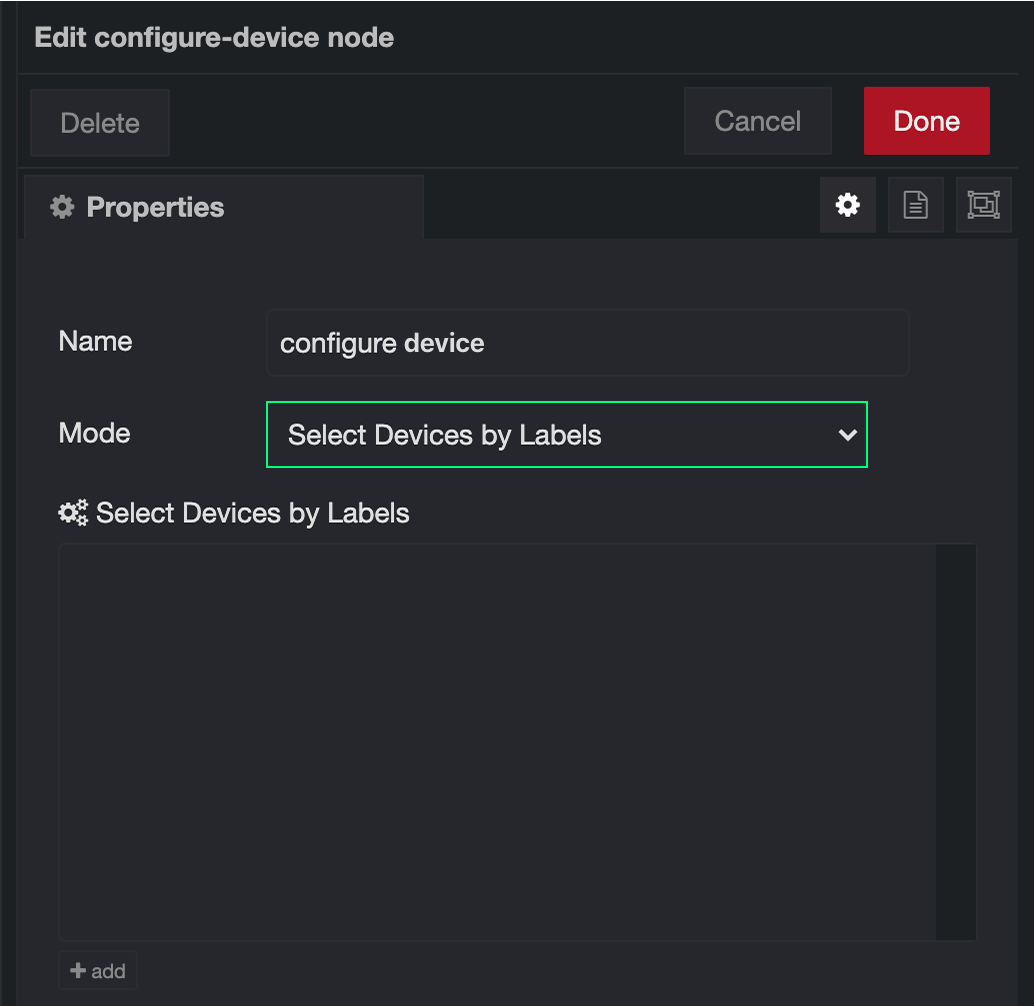 Edit configure-device node
Delete
Cancel
Done
Properties
Name
configure device
Mode
Select Devices by Labels
Select Devices by Labels
add